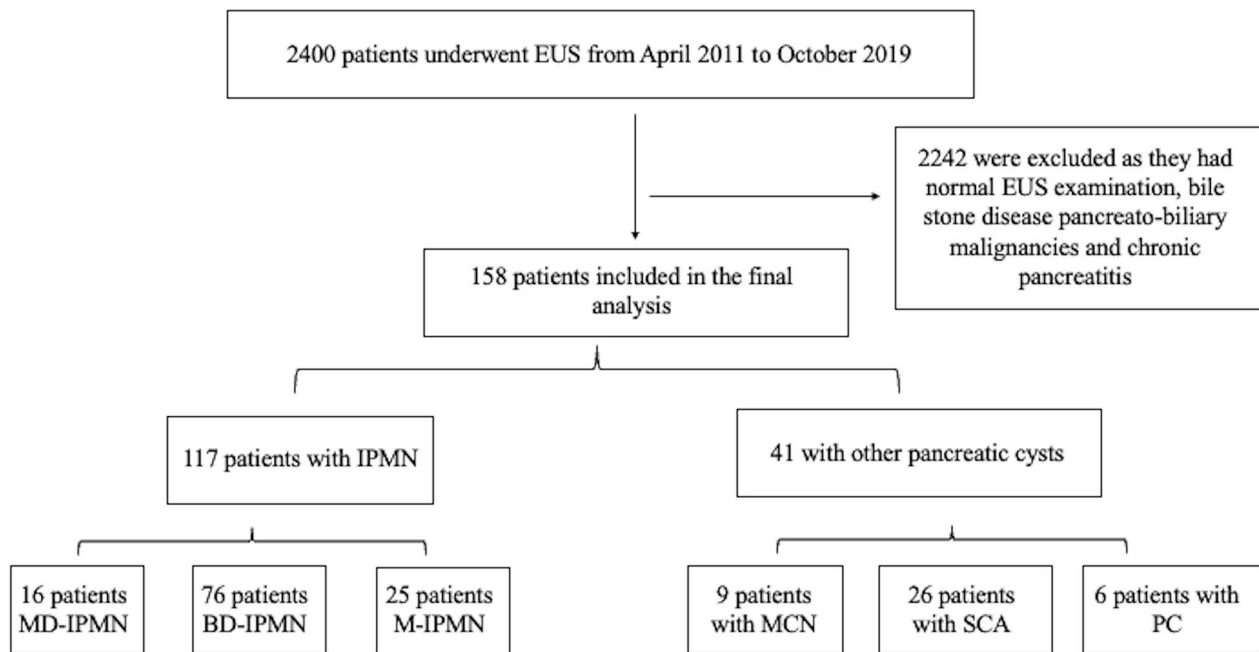 2400 patients underwent EUS from April 2011 to October 2019
2242 were excluded as they had
normal EUS examination, bile
stone disease pancreato-biliary
malignancies and chronic
pancreatitis
158 patients included in the final
analysis
117 patients with IPMN
41 with other pancreatic cysts
16 patients
MD-IPMN
76 patients
BD-IPMN
25 patients
M-IPMN
9 patients
with MCN
26 patients
with SCA
6 patients with
PC